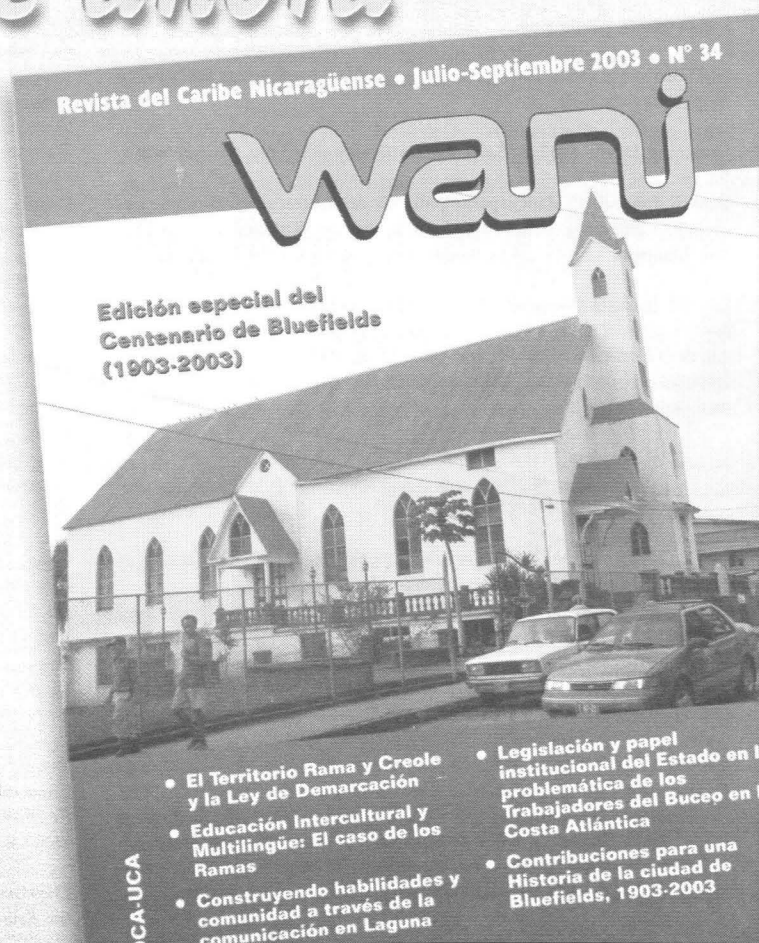 ahora
Revista del Caribe Nicaragüense • Julio-Septiembre 2003 • N° 34
wani
Edición especial del
Centenario de Bluefields
(1903-2003)
• El Territorio Rama y Creole
y la Ley de Demarcación
• Educación Intercultural y
Multilingüe: El caso de los
Ramas
• Construyendo habilidades y
comunidad a través de la
comunicación en Laguna
• Legislación y papel
institucional del Estado en l
problemática de los
Trabajadores del Buceo en l
Costa Atlántica
• Contribuciones para una
Historia de la ciudad de
Bluefields, 1903-2003
OCA-UCA